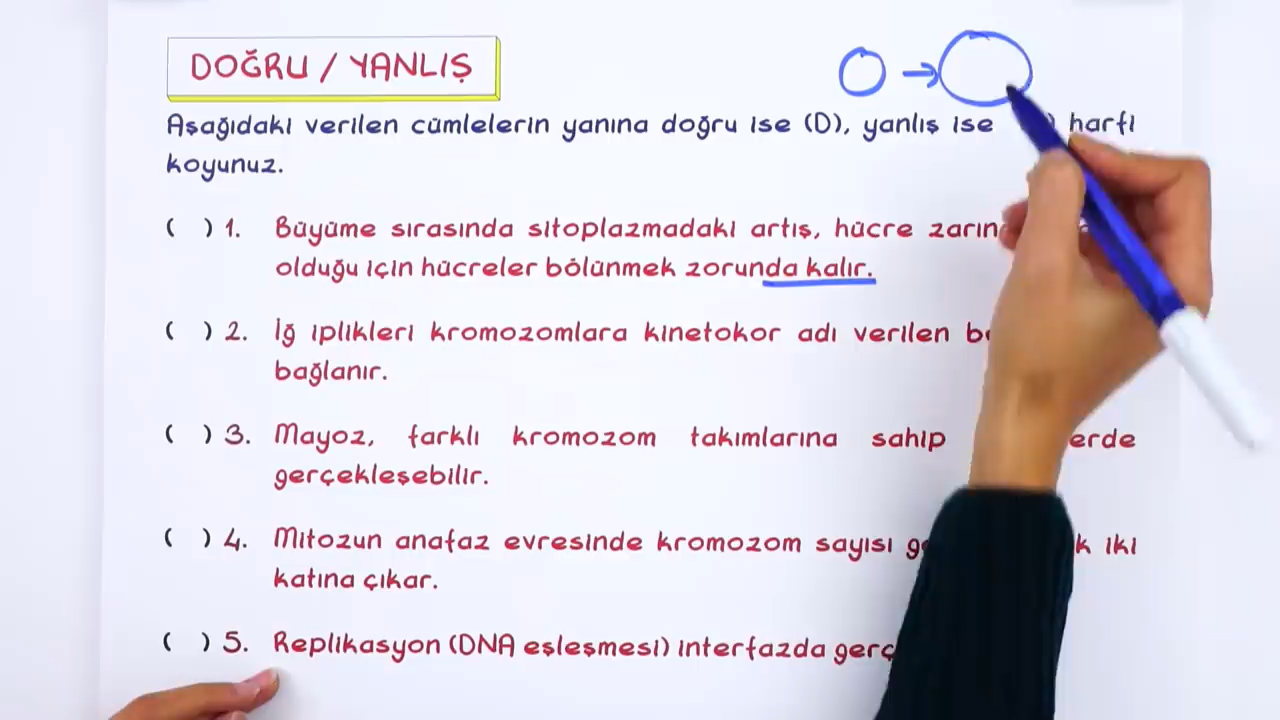 DOĞRU / YANLIŞ
Aşağıdaki verilen cümlelerin yanına doğru ise (D), yanlış ise ) harfi
koyunuz.
( ) 1. Büyüme sırasında sitoplazmadaki artış, hücre
olduğu için hücreler bölünmek zorunda kalır.
( ) 2. İğ iplikleri kromozomlara kinetokor adı verilen
bağlanır.
( ) 3. Mayoz, farklı kromozom takımlarına sahip
gerçekleşebilir.
( ) 4. Mitozun anafaz evresinde kromozom sayısı iki
katına çıkar.
( ) 5. Replikasyon (DNA eşleşmesi) interfazda